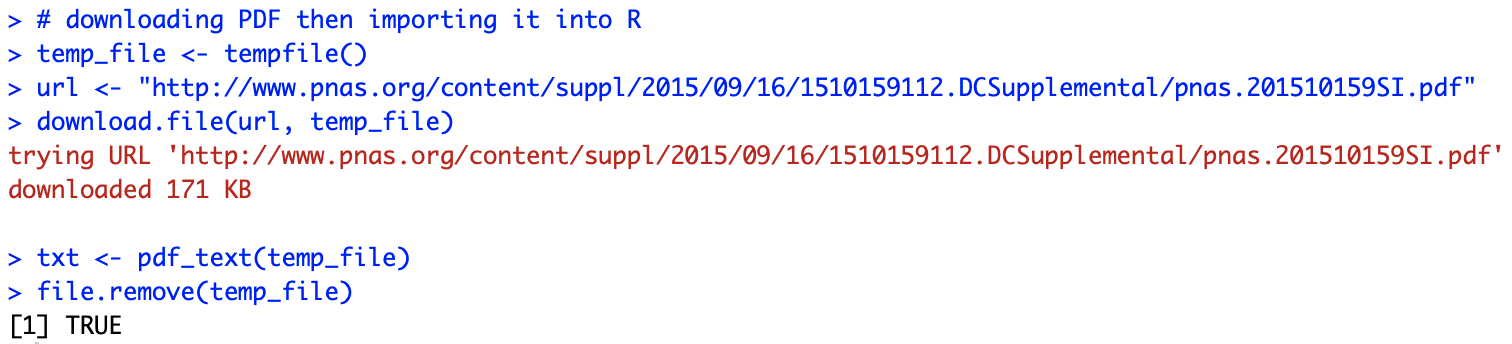 > # downloading PDF then importing it into R
> temp_file <- tempfile()
> url <- "http://www.pnas.org/content/suppl/2015/09/16/1510159112.DCSupplemental/pnas.201510159SI.pdf"
> download.file(url, temp_file)
trying URL 'http://www.pnas.org/content/suppl/2015/09/16/1510159112.DCSupplemental/pnas.201510159SI.pdf'
downloaded 171 KB
> txt <- pdf_text(temp_file)
> file.remove(temp_file)
[1] TRUE